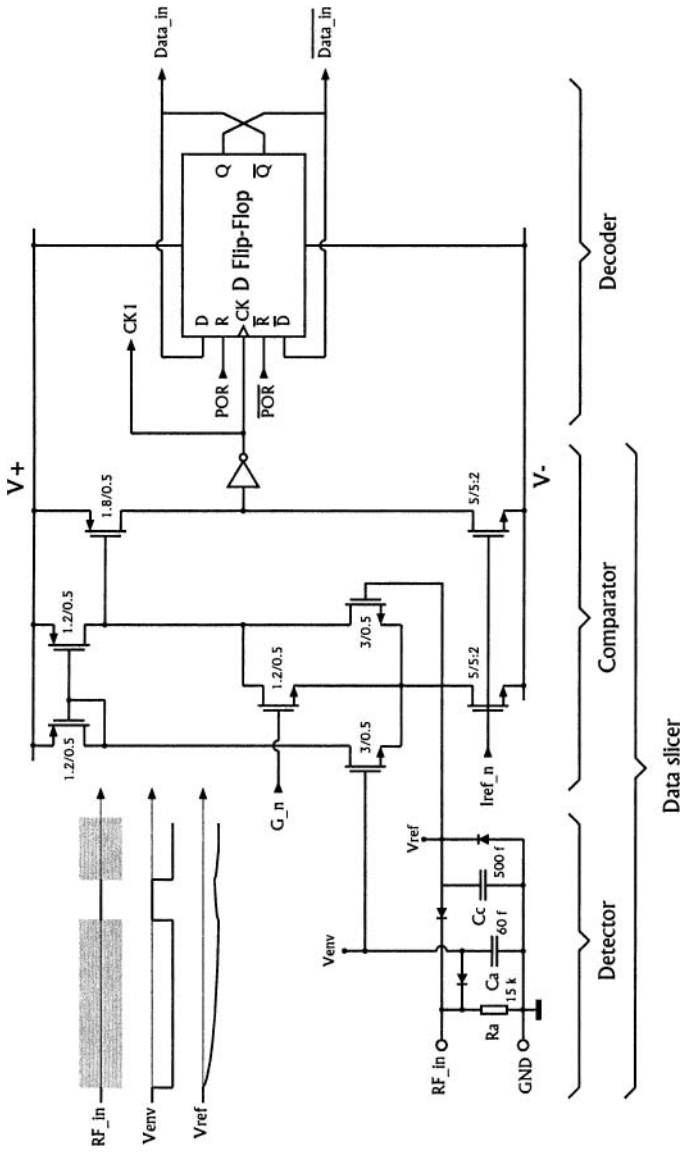 RF_in
Venv
Vref
V+
1.2/0.5
1.2/0.5
1.8/0.5
G_n
1.2/0.5
3/0.5
3/0.5
5/5:2
5/5:2
Iref_n
V-
RF_in
GND
Ra
15 k
Ca
60 f
Cc
500 f
Venv
Vref
CK1
POR
POR
D
R
CK
R
D
D Flip-Flop
Q
Q
Data_in
Data_in
Detector
Comparator
Decoder
Data slicer